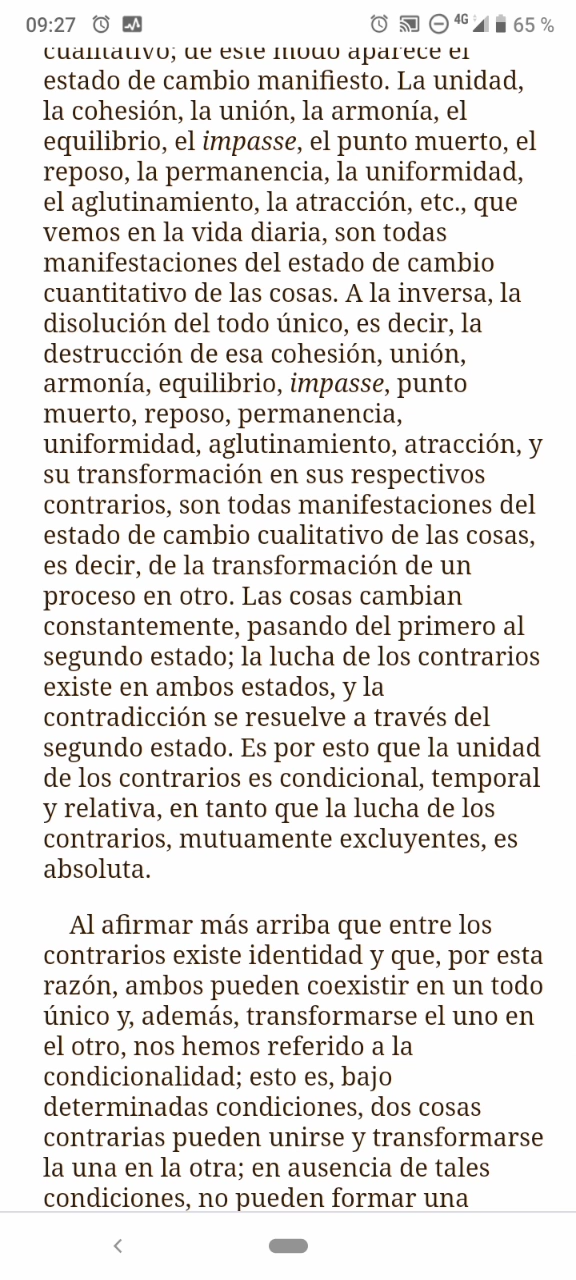 09:27 4G 65 %
cualitativo; de este modo aparece el
estado de cambio manifiesto. La unidad,
la cohesión, la unión, la armonía, el
equilibrio, el impasse, el punto muerto, el
reposo, la permanencia, la uniformidad,
el aglutinamiento, la atracción, etc., que
vemos en la vida diaria, son todas
manifestaciones del estado de cambio
cuantitativo de las cosas. A la inversa, la
disolución del todo único, es decir, la
destrucción de esa cohesión, unión,
armonía, equilibrio, impasse, punto
muerto, reposo, permanencia,
uniformidad, aglutinamiento, atracción, y
su transformación en sus respectivos
contrarios, son todas manifestaciones del
estado de cambio cualitativo de las cosas,
es decir, de la transformación de un
proceso en otro. Las cosas cambian
constantemente, pasando del primero al
segundo estado; la lucha de los contrarios
existe en ambos estados, y la
contradicción se resuelve a través del
segundo estado. Es por esto que la unidad
de los contrarios es condicional, temporal
y relativa, en tanto que la lucha de los
contrarios, mutuamente excluyentes, es
absoluta.
Al afirmar más arriba que entre los
contrarios existe identidad y que, por esta
razón, ambos pueden coexistir en un todo
único y, además, transformarse el uno en
el otro, nos hemos referido a la
condicionalidad; esto es, bajo
determinadas condiciones, dos cosas
contrarias pueden unirse y transformarse
la una en la otra; en ausencia de tales
condiciones, no pueden formar una